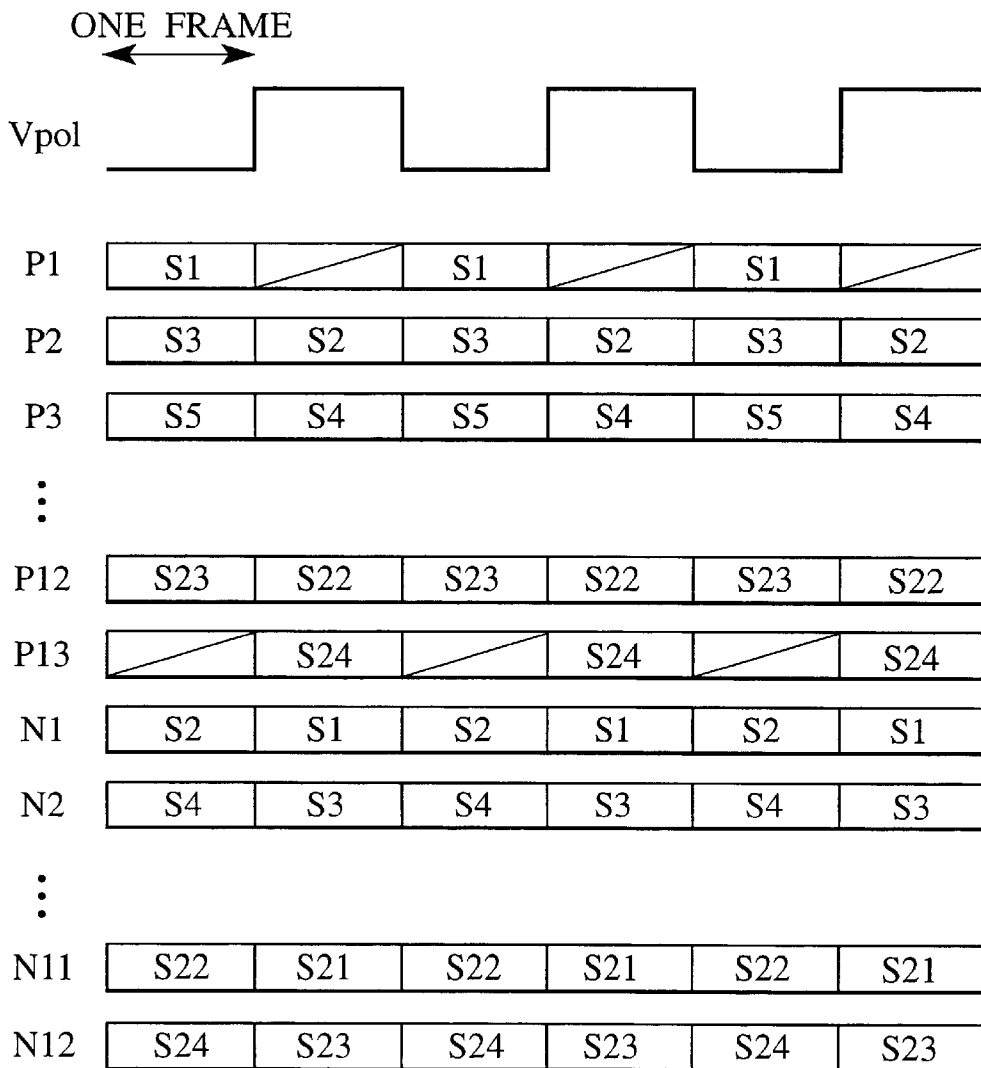 ONE FRAME
Vpol
P1 S1 S1 S1
P2 S3 S2 S3 S2 S3 S2
P3 S5 S4 S5 S4 S5 S4
⋮
P12 S23 S22 S23 S22 S23 S22
P13 S24 S24 S24
N1 S2 S1 S2 S1 S2 S1
N2 S4 S3 S4 S3 S4 S3
⋮
N11 S22 S21 S22 S21 S22 S21
N12 S24 S23 S24 S23 S24 S23